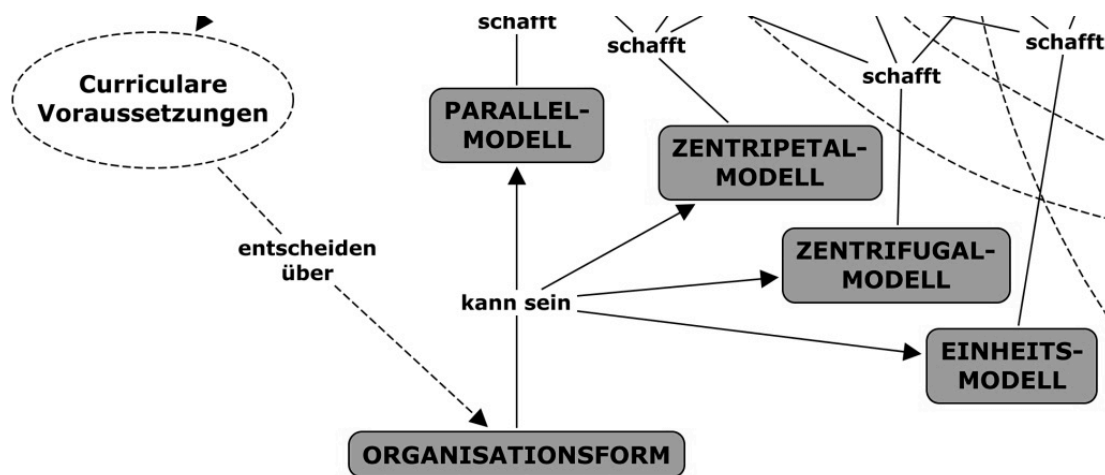 schafft
schafft
schafft
schafft
Curriculare
Voraussetzungen
PARALLEL-
MODELL
ZENTRIPETAL-
MODELL
entscheiden
über
ZENTRIFUGAL-
MODELL
kann sein
EINHEITS-
MODELL
ORGANISATIONSFORM